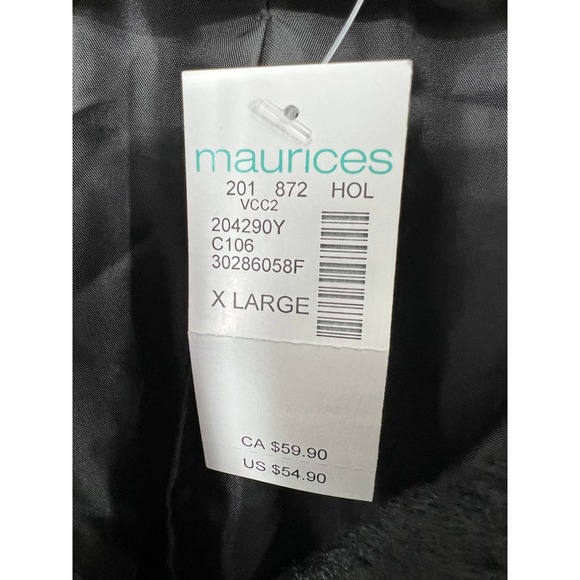 maurices
201 872 HOL
VCC2
204290Y
C106
30286058F
X LARGE
CA $59.90
US $54.90